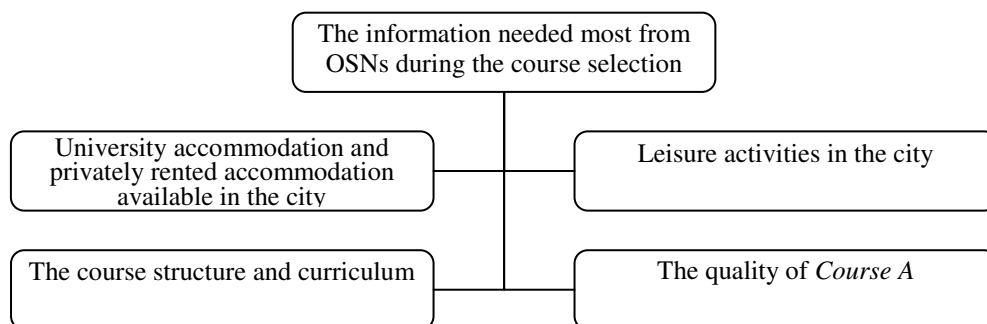 The information needed most from
OSNs during the course selection
University accommodation and
privately rented accommodation
available in the city
Leisure activities in the city
The course structure and curriculum
The quality of Course A